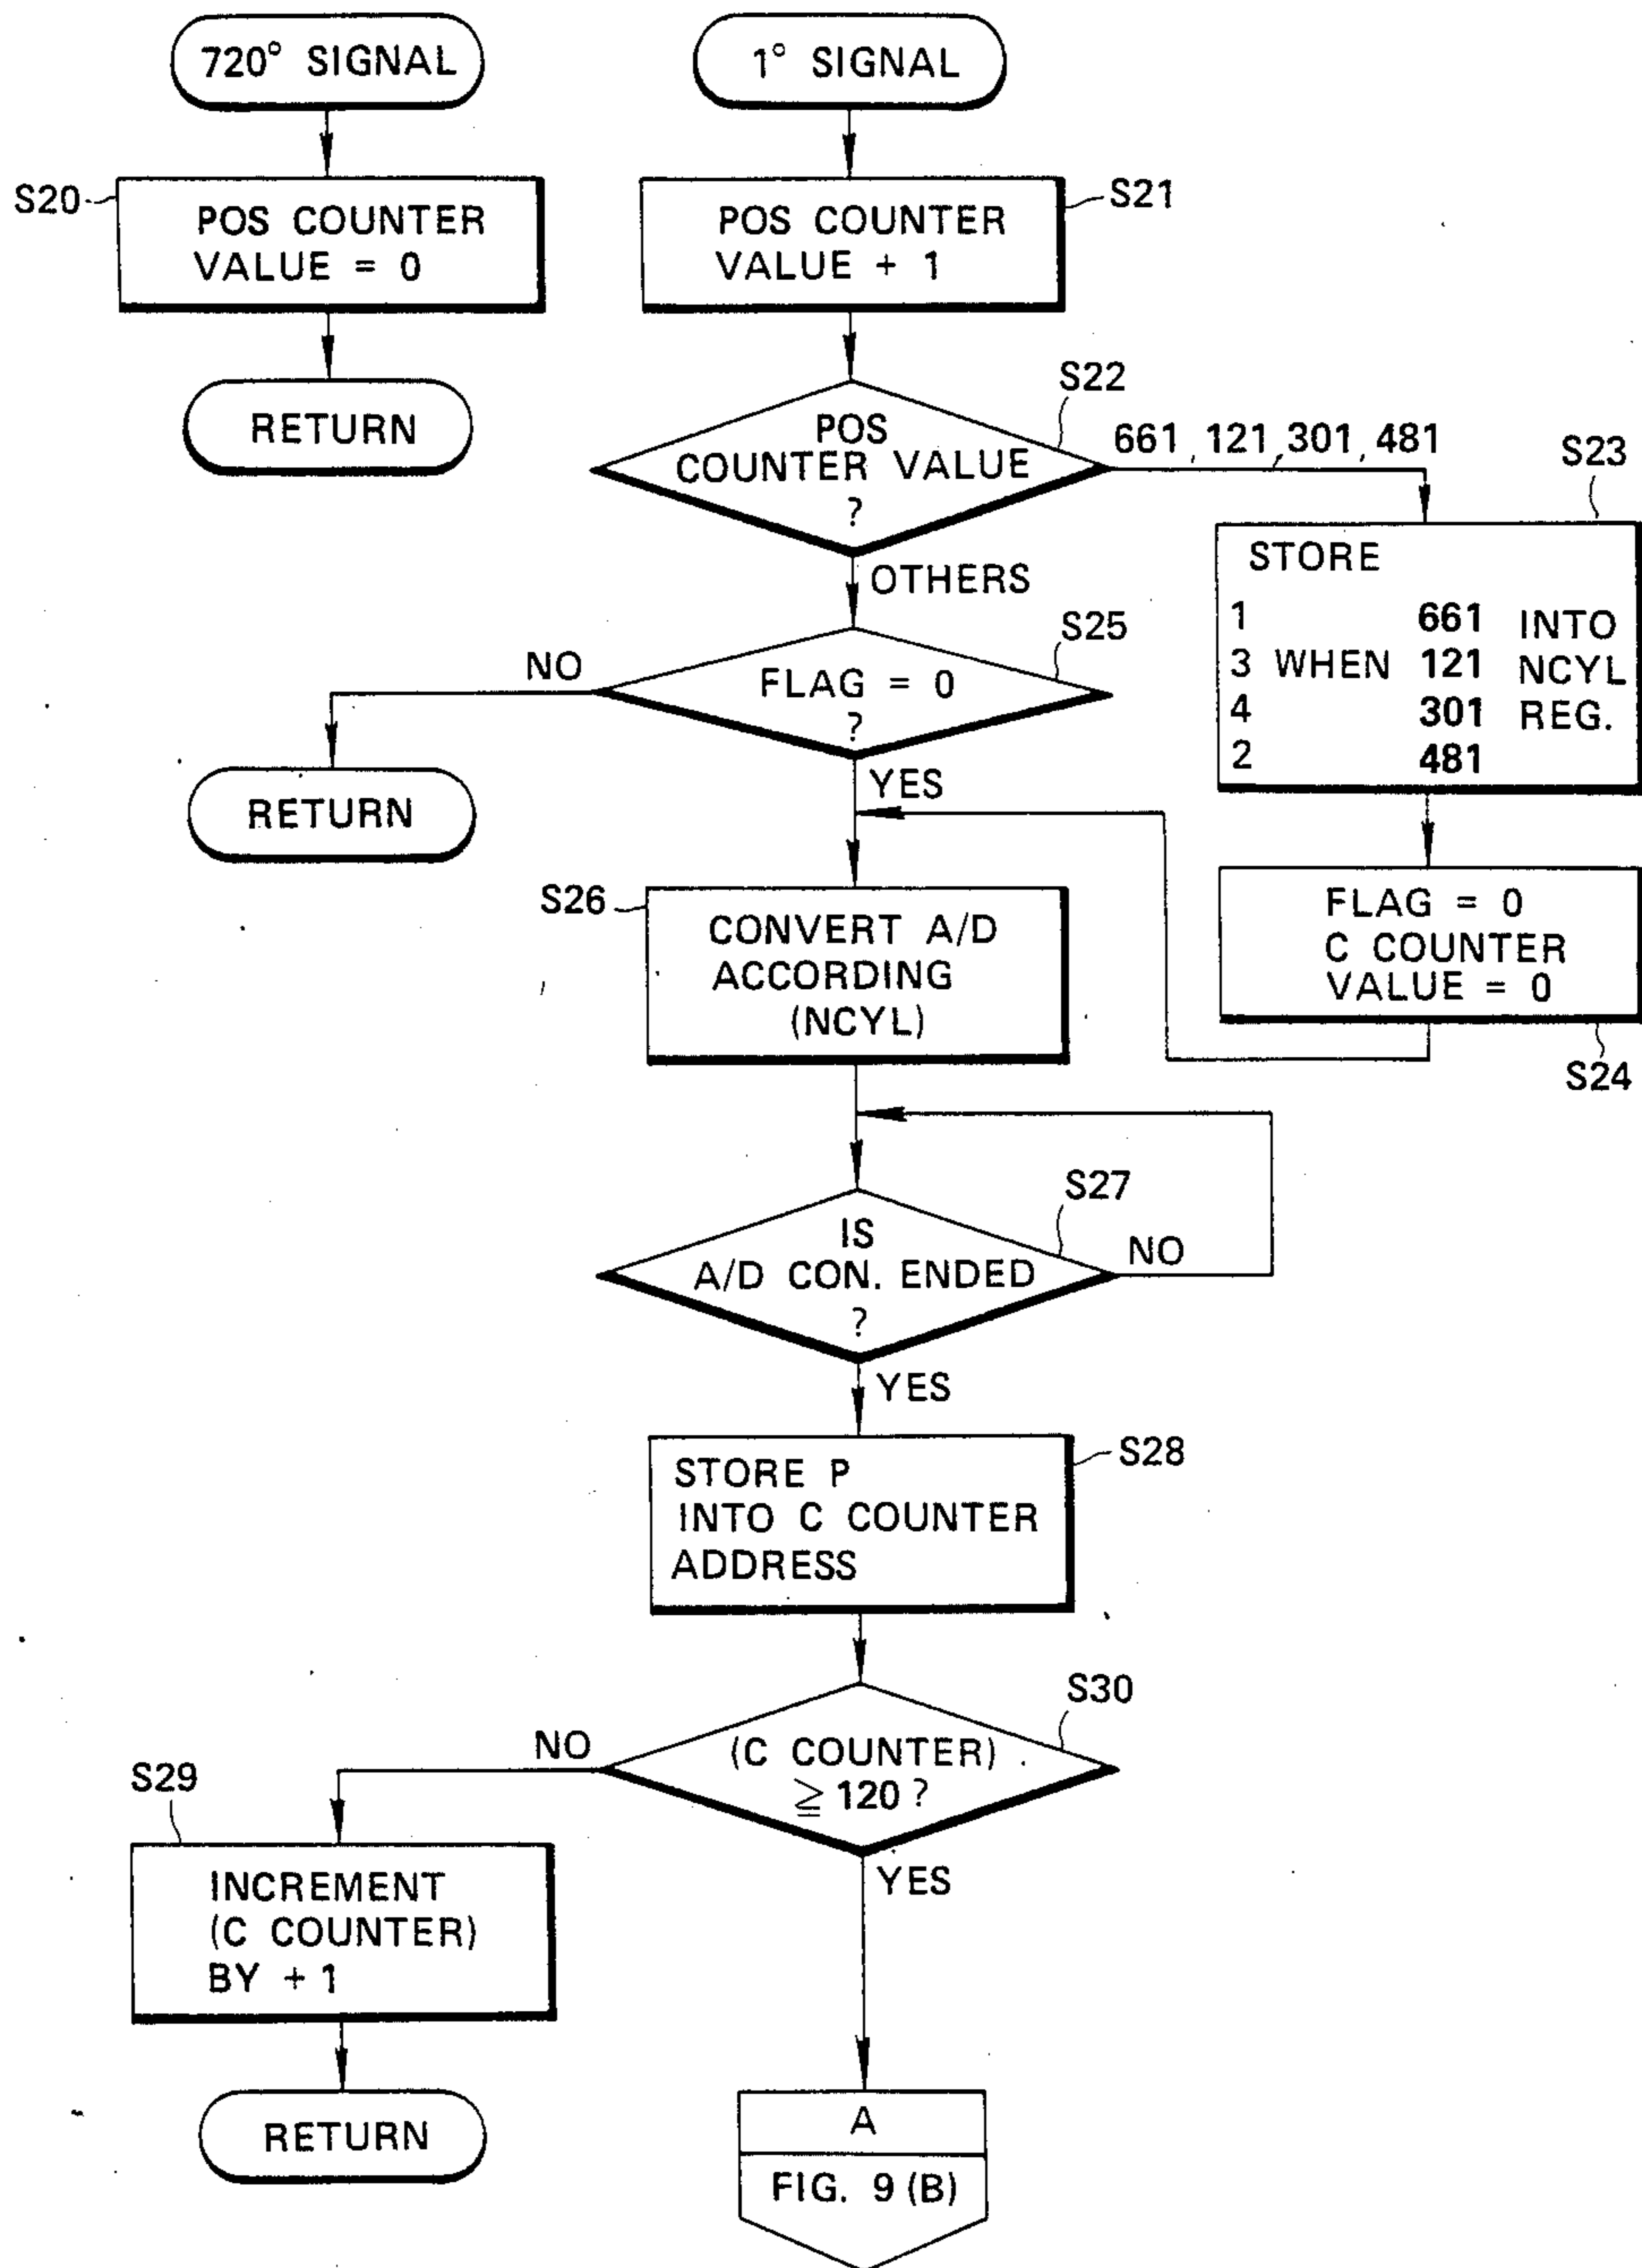 720° SIGNAL
1° SIGNAL
S20
POS COUNTER
VALUE = 0
S21
POS COUNTER
VALUE + 1
RETURN
S22
POS
COUNTER VALUE
?
661, 121, 301, 481
OTHERS
S23
STORE
1 661 INTO
3 WHEN 121 NCYL
4 301 REG.
2 481
S25
FLAG = 0
?
NO
RETURN
YES
FLAG = 0
C COUNTER
VALUE = 0
S24
S26
CONVERT A/D
ACCORDING
(NCYL)
S27
IS
A/D CON. ENDED
?
NO
YES
S28
STORE P
INTO C COUNTER
ADDRESS
S30
(C COUNTER)
≧ 120 ?
NO
S29
INCREMENT
(C COUNTER)
BY + 1
RETURN
YES
A
FIG. 9 (B)